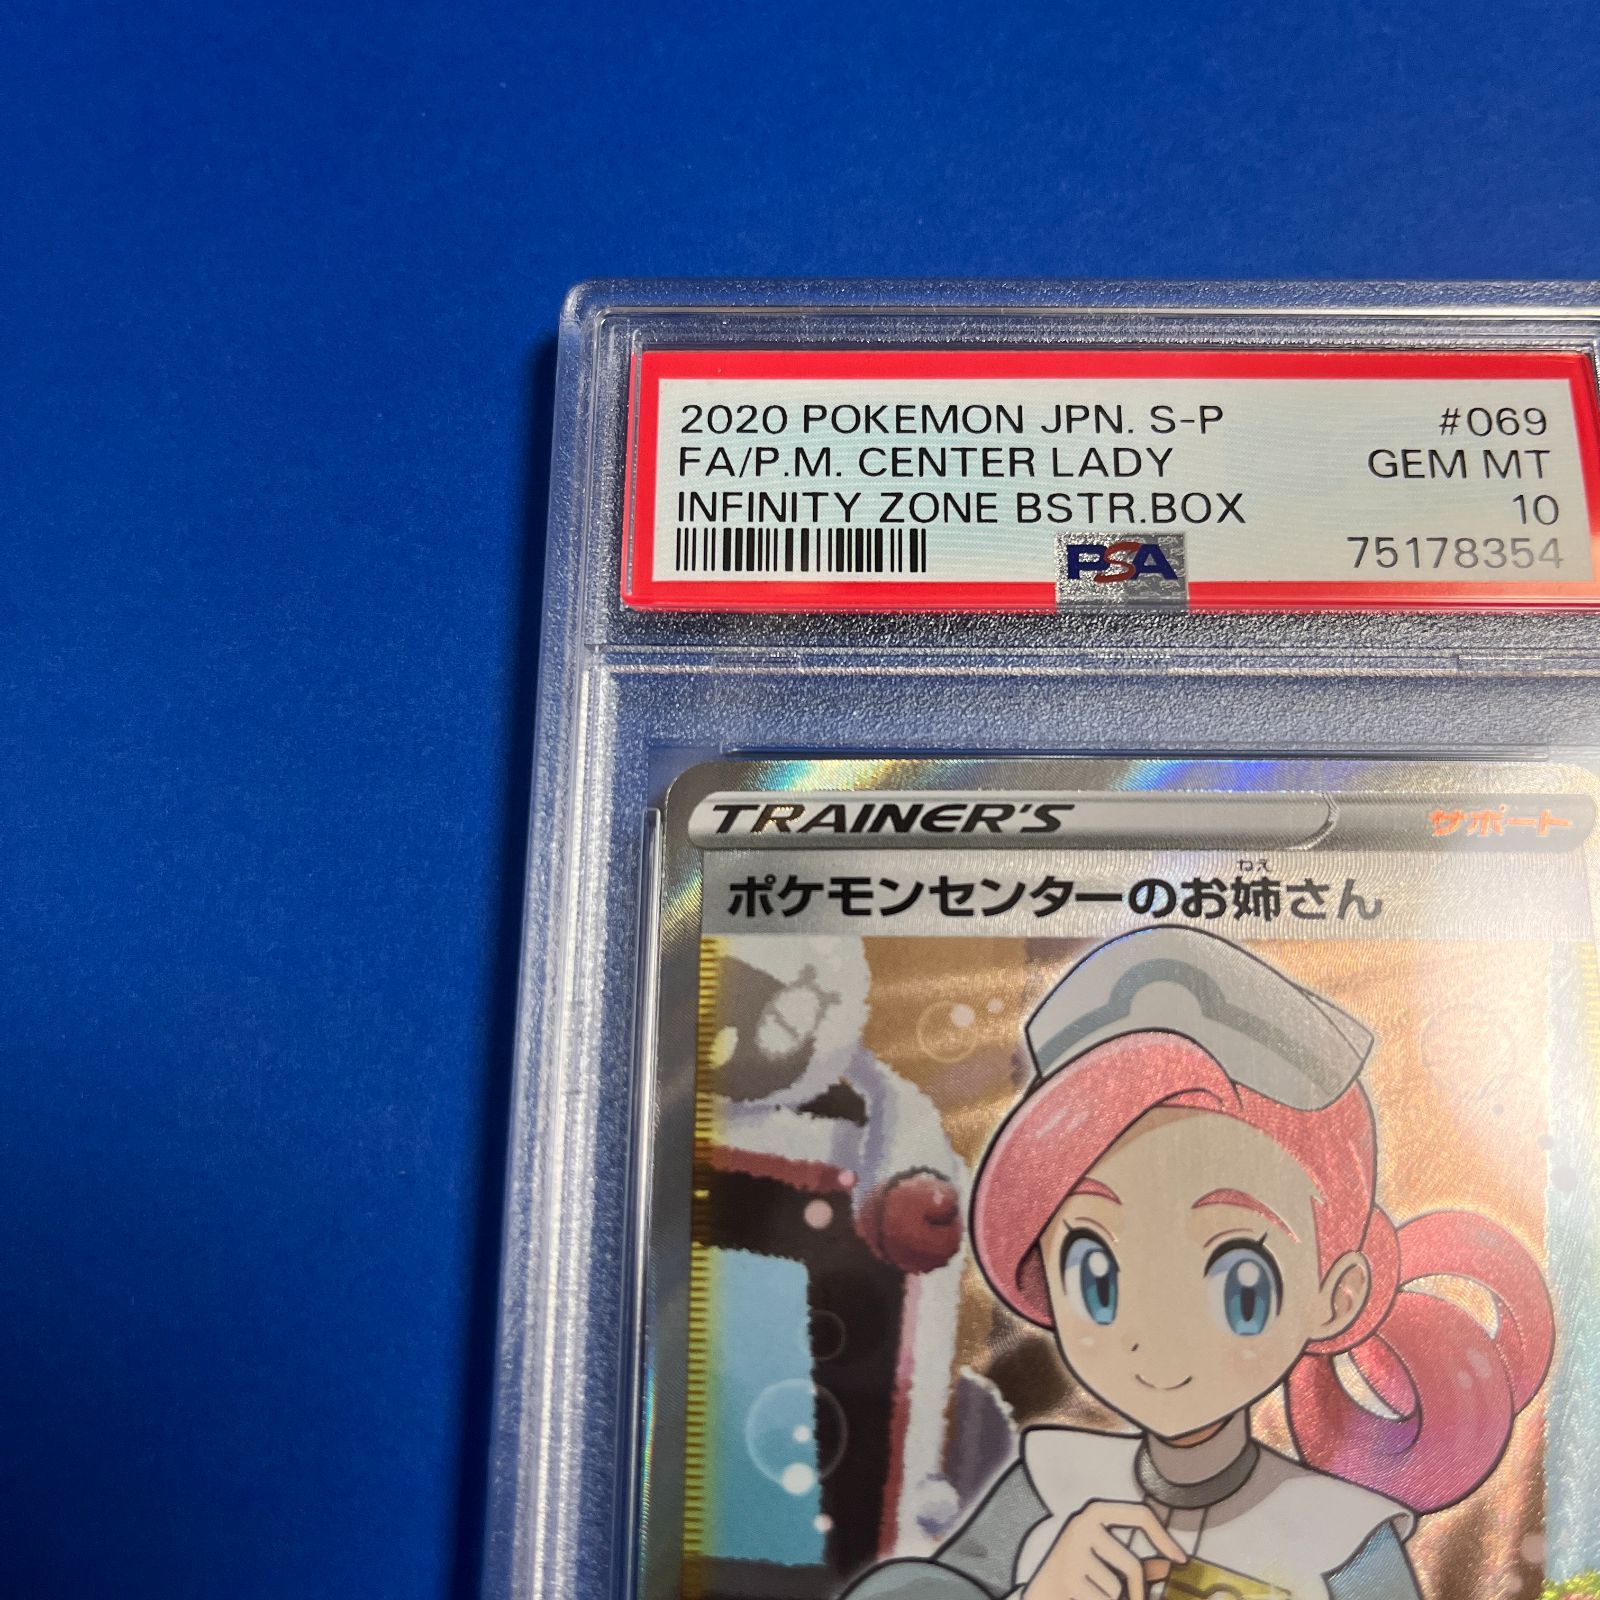 2020 POKEMON JPN. S-P #069
FA/P.M. CENTER LADY GEM MT
INFINITY ZONE BSTR.BOX 10
PSA 75178354
TRAINER'S サポート
ねえ
ポケモンセンターのお姉さん